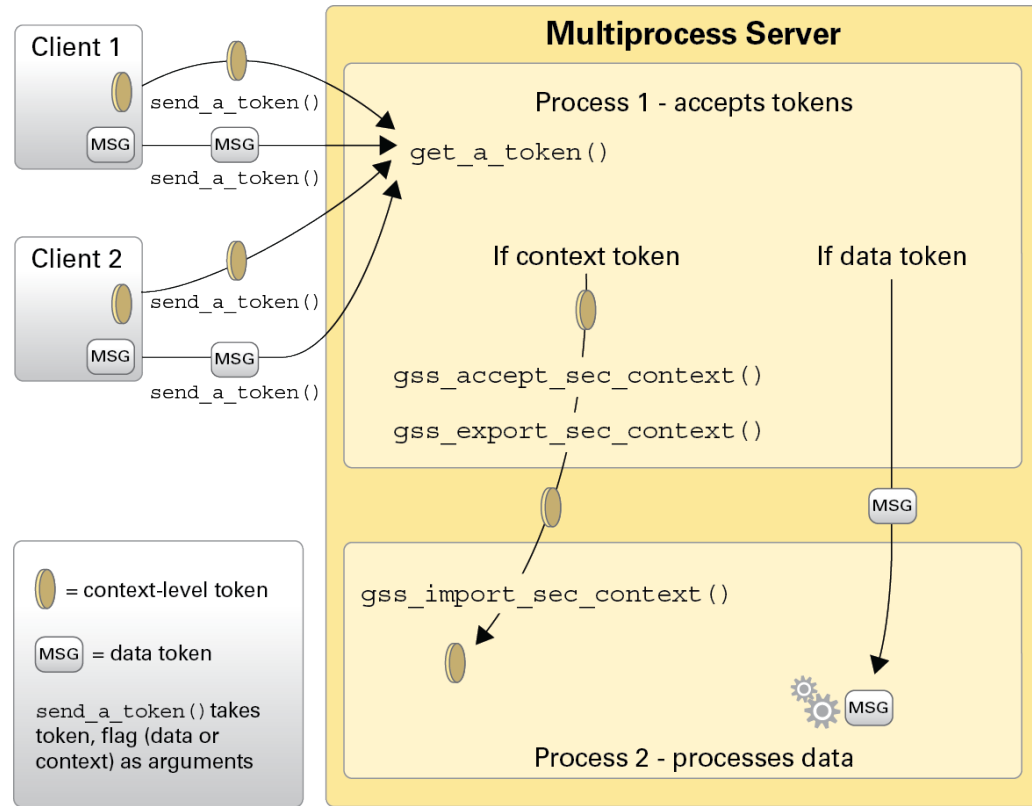 Client 1
send_a_token()
MSG
MSG
send_a_token()
Client 2
send_a_token()
MSG
MSG
send_a_token()
Multiprocess Server
Process 1 - accepts tokens
get_a_token()
If context token
If data token
gss_accept_sec_context()
gss_export_sec_context()
MSG
gss_import_sec_context()
MSG
Process 2 - processes data
= context-level token
MSG = data token
send_a_token() takes
token, flag (data or
context) as arguments